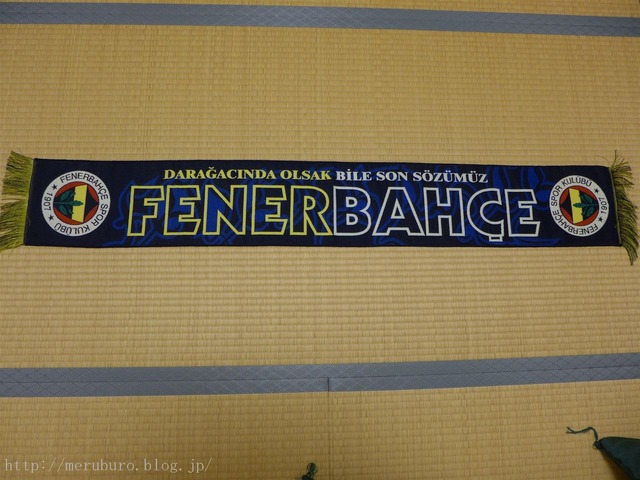 DARAĞACINDA OLSAK BİLE SON SÖZÜMÜZ
FENERBAHÇE
FENERBAHÇE SPOR KULÜBÜ ★ 1907 ★
FENERBAHÇE SPOR KULÜBÜ ★ 1907 ★
http://meruburo.blog.jp/